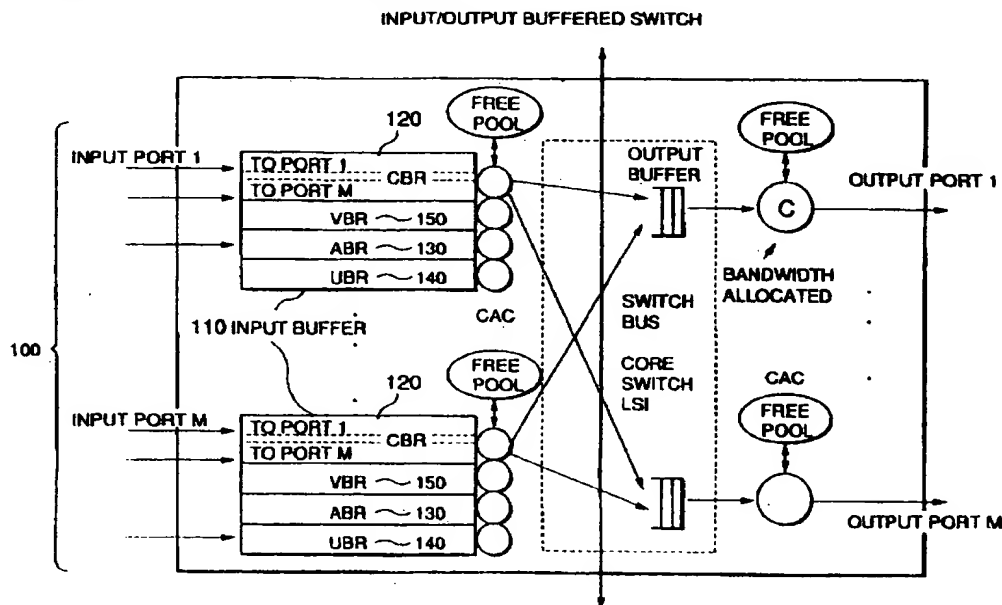 INPUT/OUTPUT BUFFERED SWITCH
FREE
POOL
120
INPUT PORT 1
TO PORT 1
CBR
TO PORT M
VBR 150
ABR 130
UBR 140
110 INPUT BUFFER
CAC
100
OUTPUT
BUFFER
FREE
POOL
OUTPUT PORT 1
C
BANDWIDTH
ALLOCATED
SWITCH
BUS
CORE
SWITCH
LSI
FREE
POOL
120
INPUT PORT M
TO PORT 1
CBR
TO PORT M
VBR 150
ABR 130
UBR 140
CAC
FREE
POOL
OUTPUT PORT M